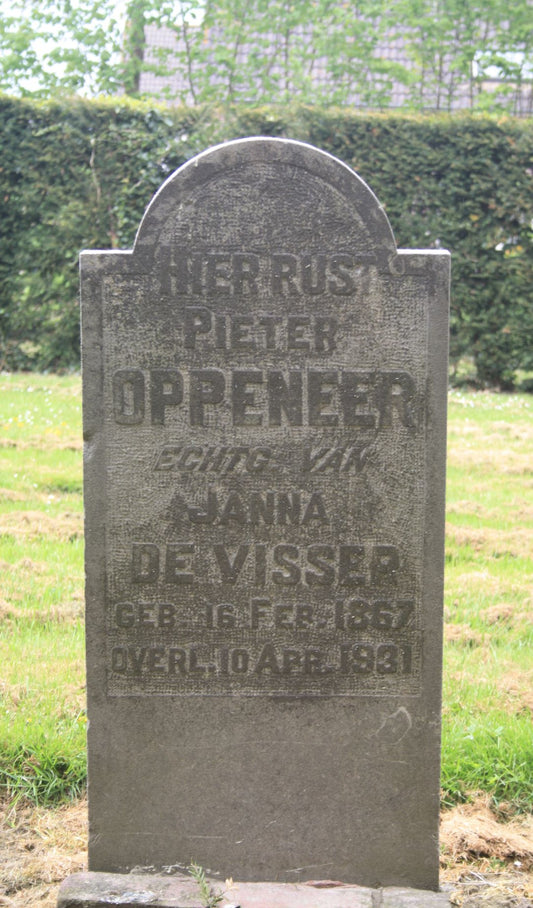 HIER RUST
PIETER
OPPENEER
ECHTG. VAN
JANNA
DE VISSER
GEB. 16 FEB. 1867
OVERL. 10 APR. 1931